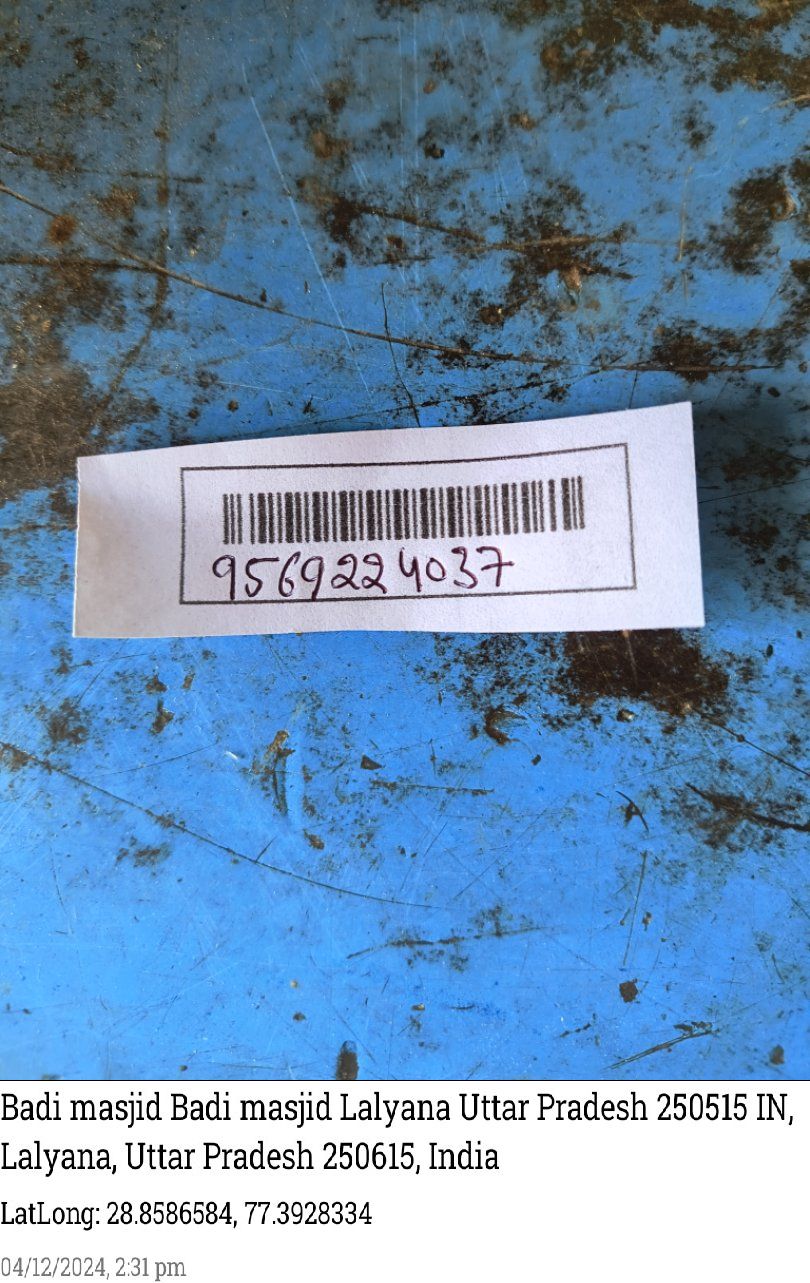 9569224037
Badi masjid Badi masjid Lalyana Uttar Pradesh 250515 IN,
Lalyana, Uttar Pradesh 250615, India
LatLong: 28.8586584, 77.3928334
04/12/2024, 2:31 pm